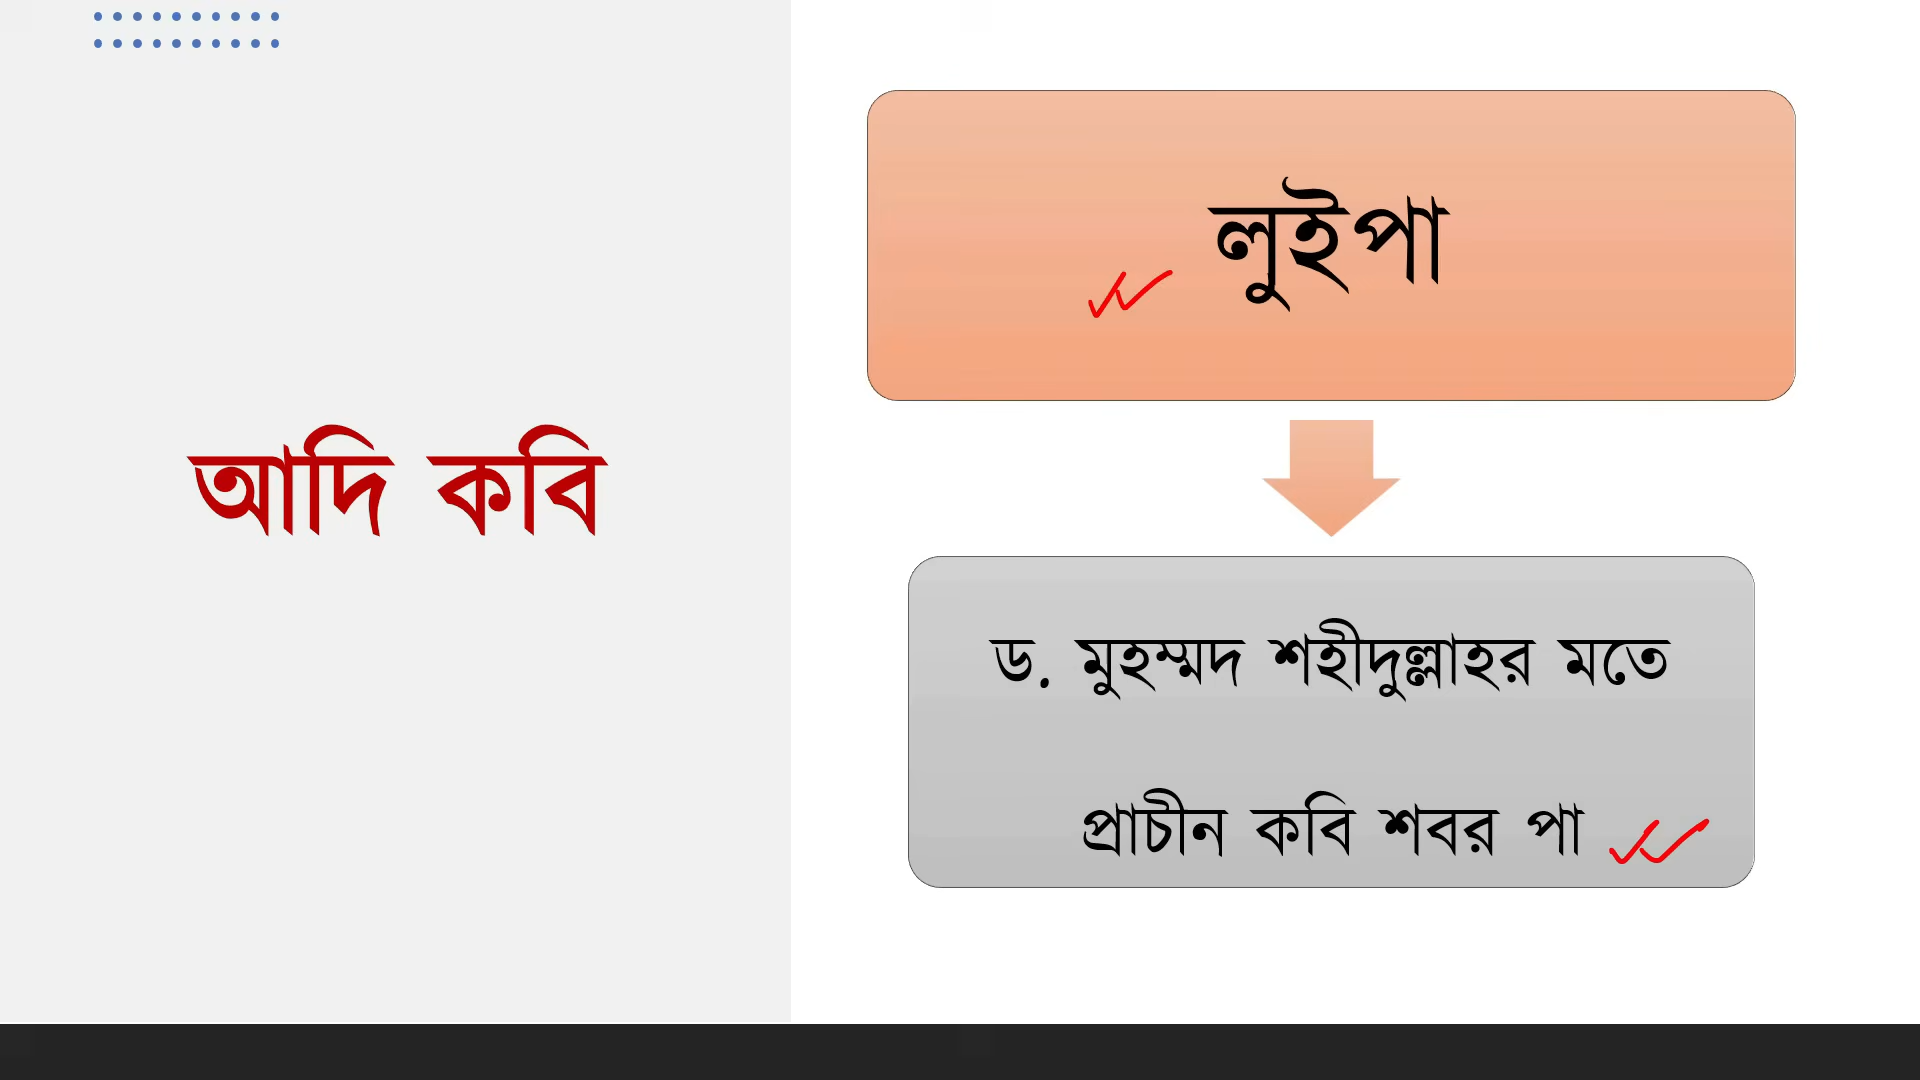 আদি কবি
লুইপা
ড. মুহম্মদ শহীদুল্লাহর মতে
প্রাচীন কবি শবর পা